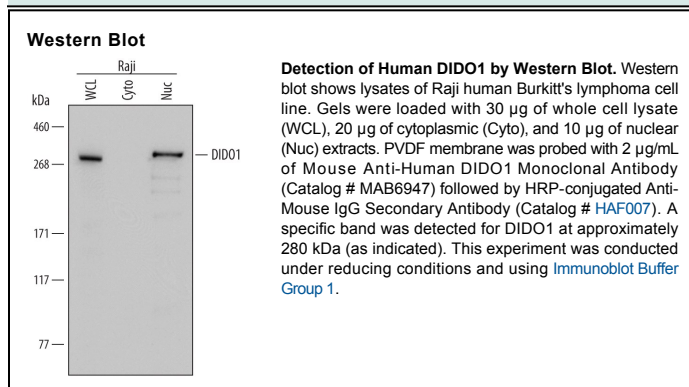 Western Blot
Raji
WCL
Cyto
Nuc
kDa
460
268
171
117
77
DIDO1
Detection of Human DIDO1 by Western Blot. Western
blot shows lysates of Raji human Burkitt's lymphoma cell
line. Gels were loaded with 30 µg of whole cell lysate
(WCL), 20 µg of cytoplasmic (Cyto), and 10 µg of nuclear
(Nuc) extracts. PVDF membrane was probed with 2 µg/mL
of Mouse Anti-Human DIDO1 Monoclonal Antibody
(Catalog # MAB6947) followed by HRP-conjugated Anti-
Mouse IgG Secondary Antibody (Catalog # HAF007). A
specific band was detected for DIDO1 at approximately
280 kDa (as indicated). This experiment was conducted
under reducing conditions and using Immunoblot Buffer
Group 1.